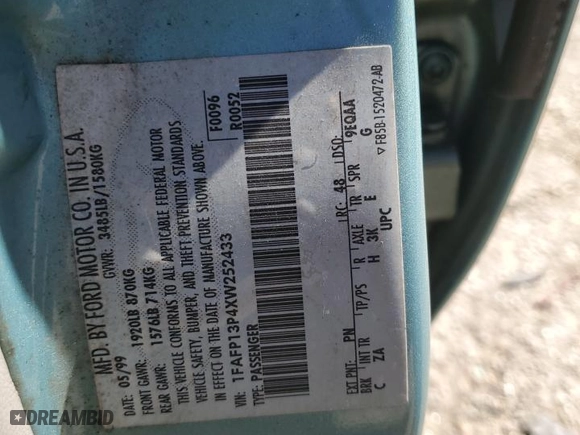 MFD. BY FORD MOTOR CO. IN U.S.A.
DATE: 05/99 GVWR: 3485LB/1580KG
FRONT GAWR: 1920LB 870KG
REAR GAWR: 1576LB 714KG
THIS VEHICLE CONFORMS TO ALL APPLICABLE FEDERAL MOTOR
VEHICLE SAFETY, BUMPER, AND THEFT PREVENTION STANDARDS
IN EFFECT ON THE DATE OF MANUFACTURE SHOWN ABOVE.
VIN: 1FAFP13P4XW252433 F0096
TYPE: PASSENGER R0052
EXT PNT: PN RC: 48 DSO:
BRK INT TR TP/PS R AXLE TR SPR 9EQAA
C ZA H 3K E G
UPC ▽ F85B-1520472-AB
DREAMBID